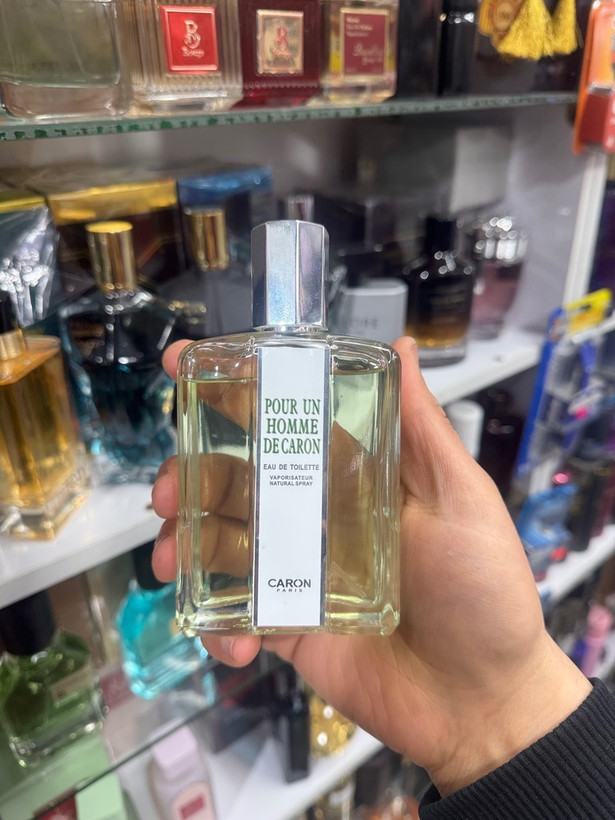 POUR UN
HOMME
DE CARON
EAU DE TOILETTE
VAPORISATEUR
NATURAL SPRAY
CARON
PARIS